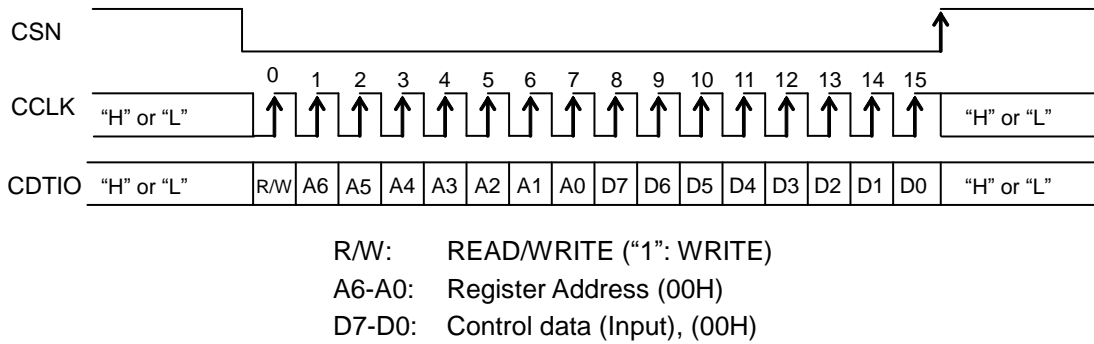 CSN
0 1 2 3 4 5 6 7 8 9 10 11 12 13 14 15
CCLK "H" or "L" "H" or "L"
CDTIO "H" or "L" R/W A6 A5 A4 A3 A2 A1 A0 D7 D6 D5 D4 D3 D2 D1 D0 "H" or "L"
R/W: READ/WRITE (“1”: WRITE)
A6-A0: Register Address (00H)
D7-D0: Control data (Input), (00H)